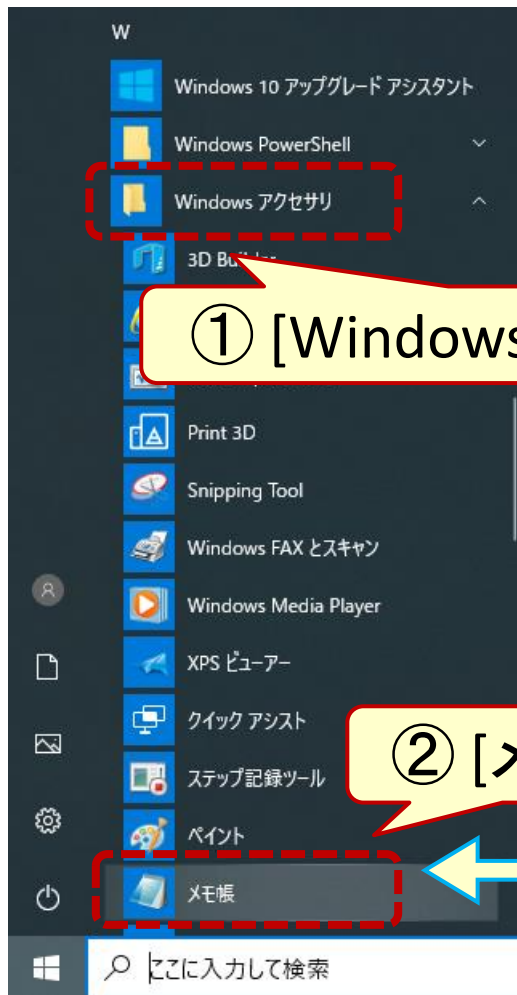 W
Windows 10 アップグレード アシスタント
Windows PowerShell
Windows アクセサリ
3D
① [Windows
Print 3D
Snipping Tool
Windows FAX とスキャン
Windows Media Player
XPS ビューアー
クイック アシスト
② [メ
ステップ記録ツール
ペイント
メモ帳
ここに入力して検索